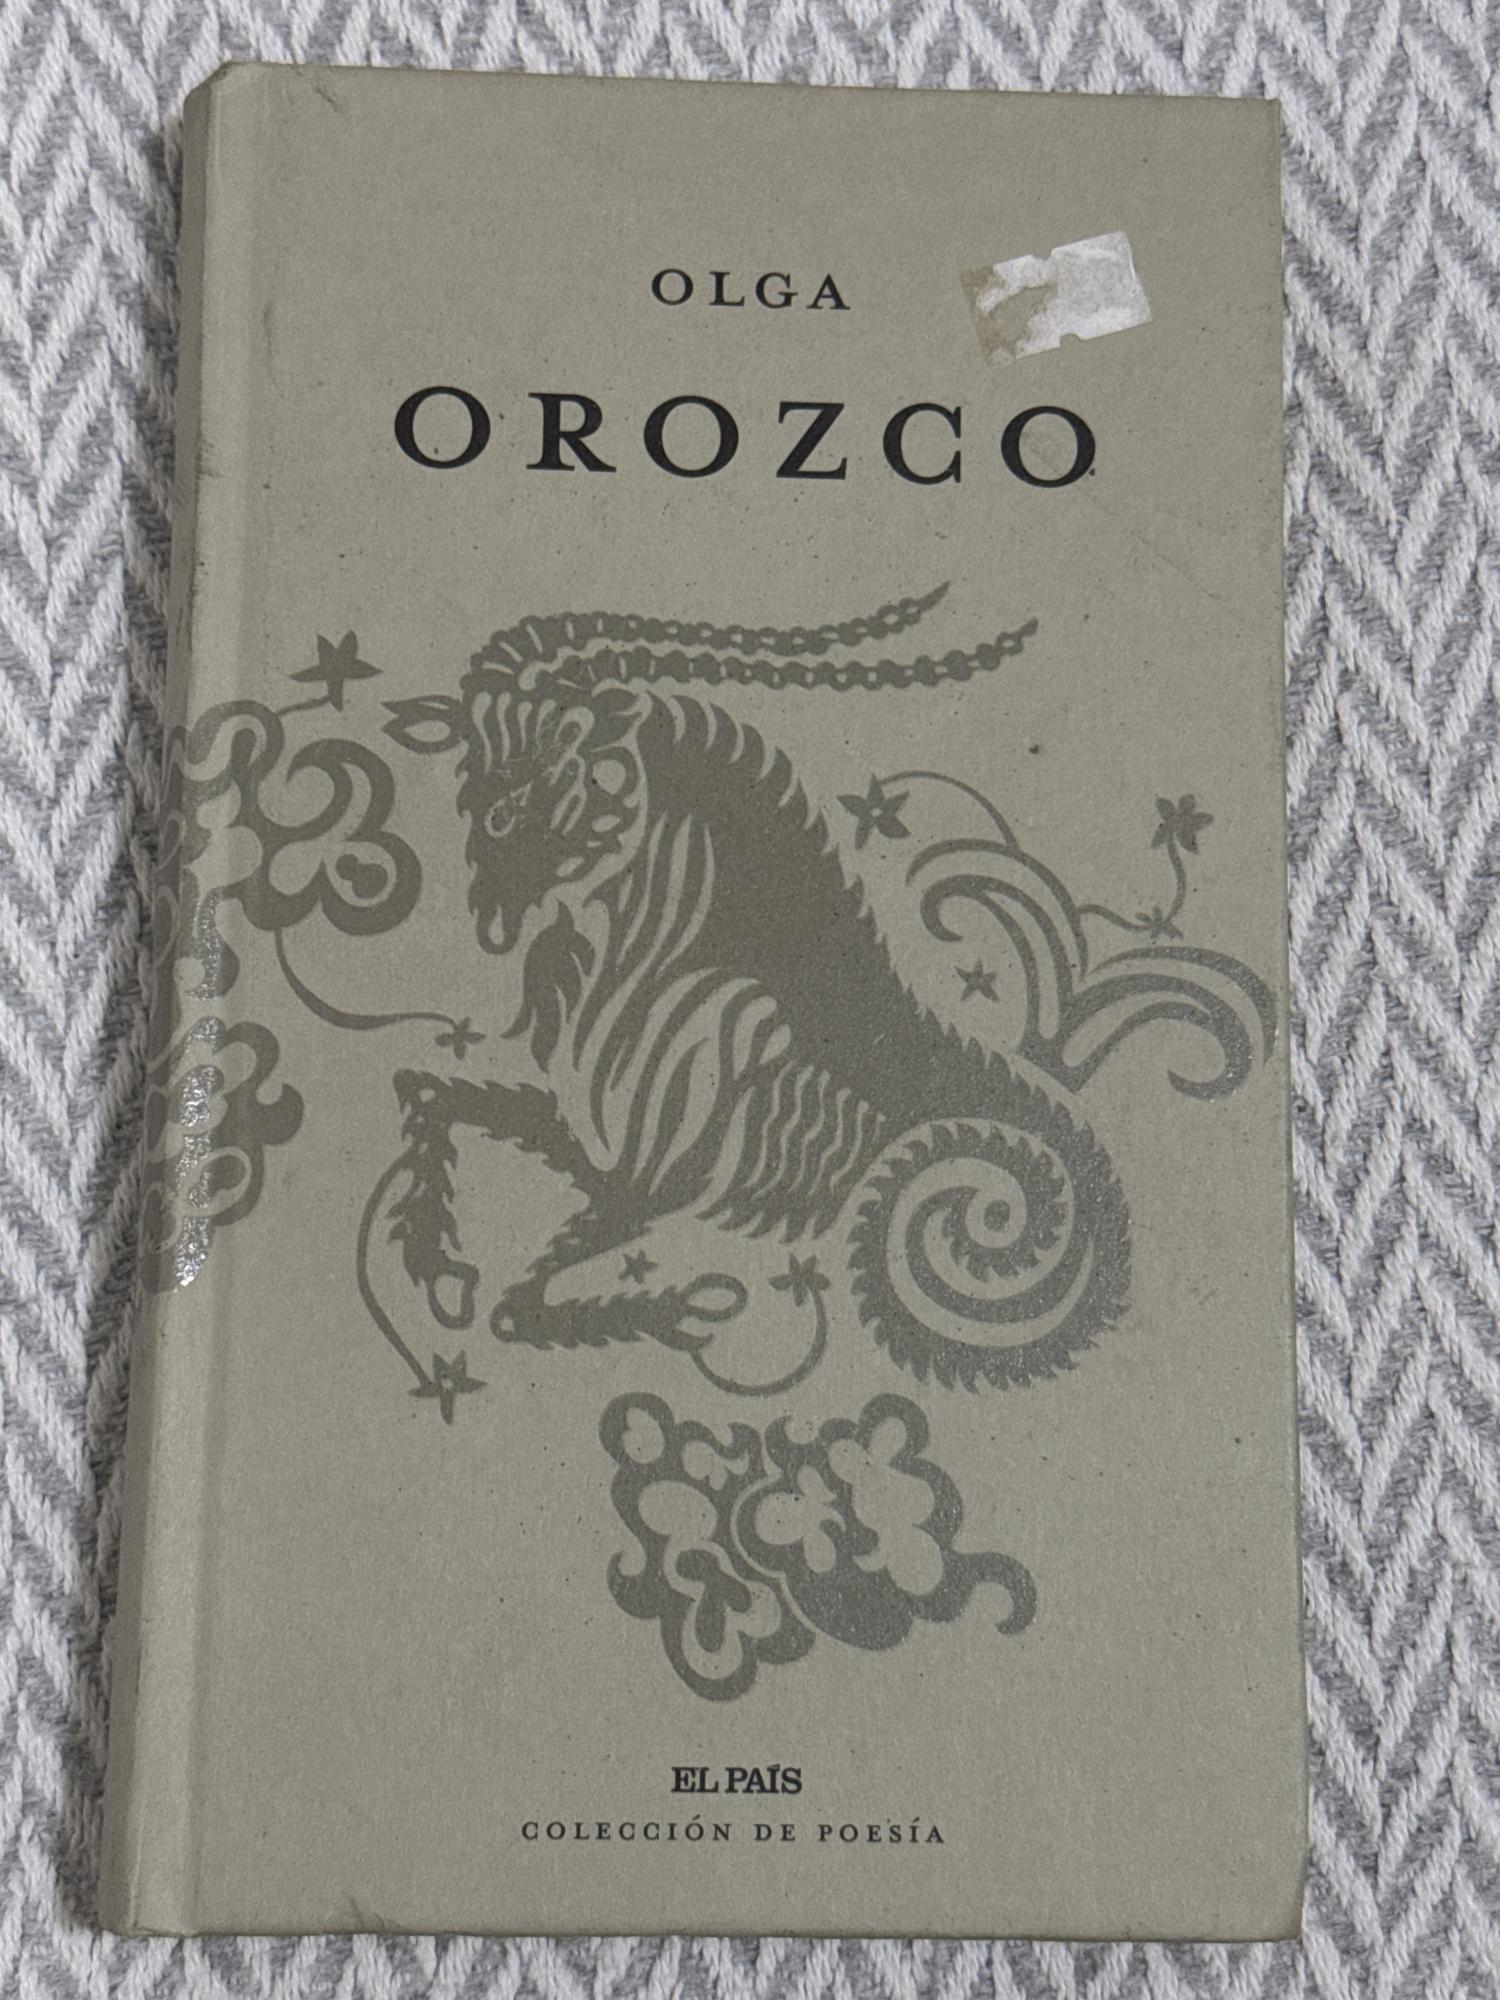 OLGA
OROZCO
EL PAÍS
COLECCIÓN DE POESÍA